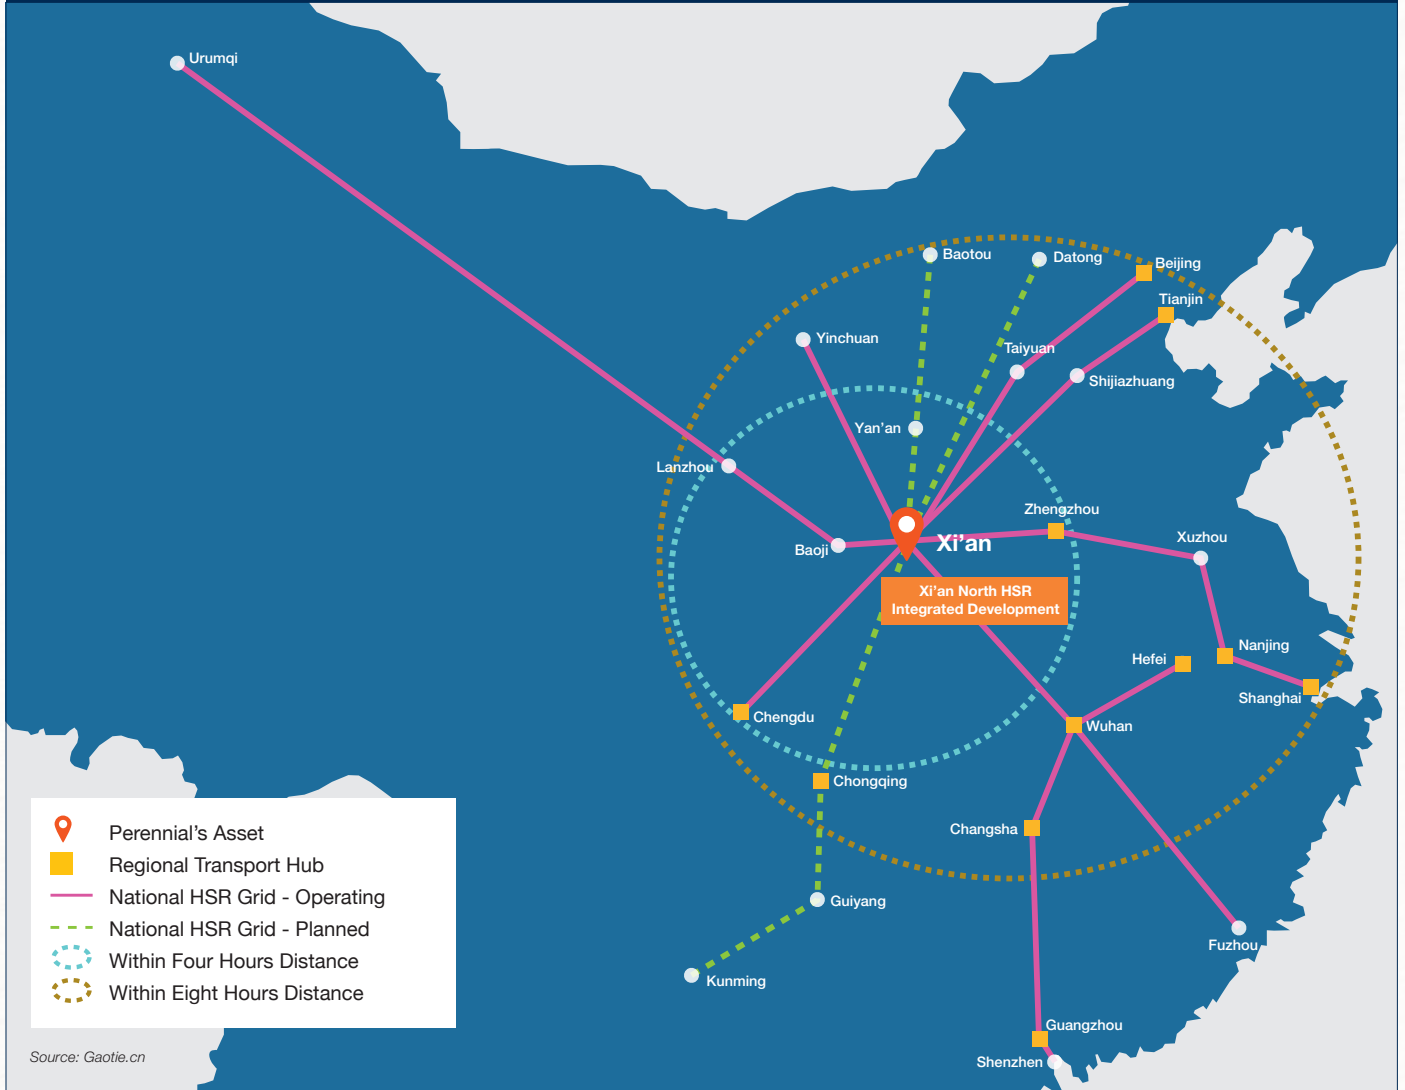 Urumqi
Baotou
Datong
Beijing
Tianjin
Yinchuan
Taiyuan
Shijiazhuang
Yan’an
Lanzhou
Zhengzhou
Xuzhou
Baoji
Xi’an
Xi’an North HSR
Integrated Development
Nanjing
Hefei
Shanghai
Chengdu
Wuhan
Chongqing
Changsha
Guiyang
Fuzhou
Kunming
Guangzhou
Shenzhen
Perennial’s Asset
Regional Transport Hub
National HSR Grid - Operating
National HSR Grid - Planned
Within Four Hours Distance
Within Eight Hours Distance
Source: Gaotie.cn